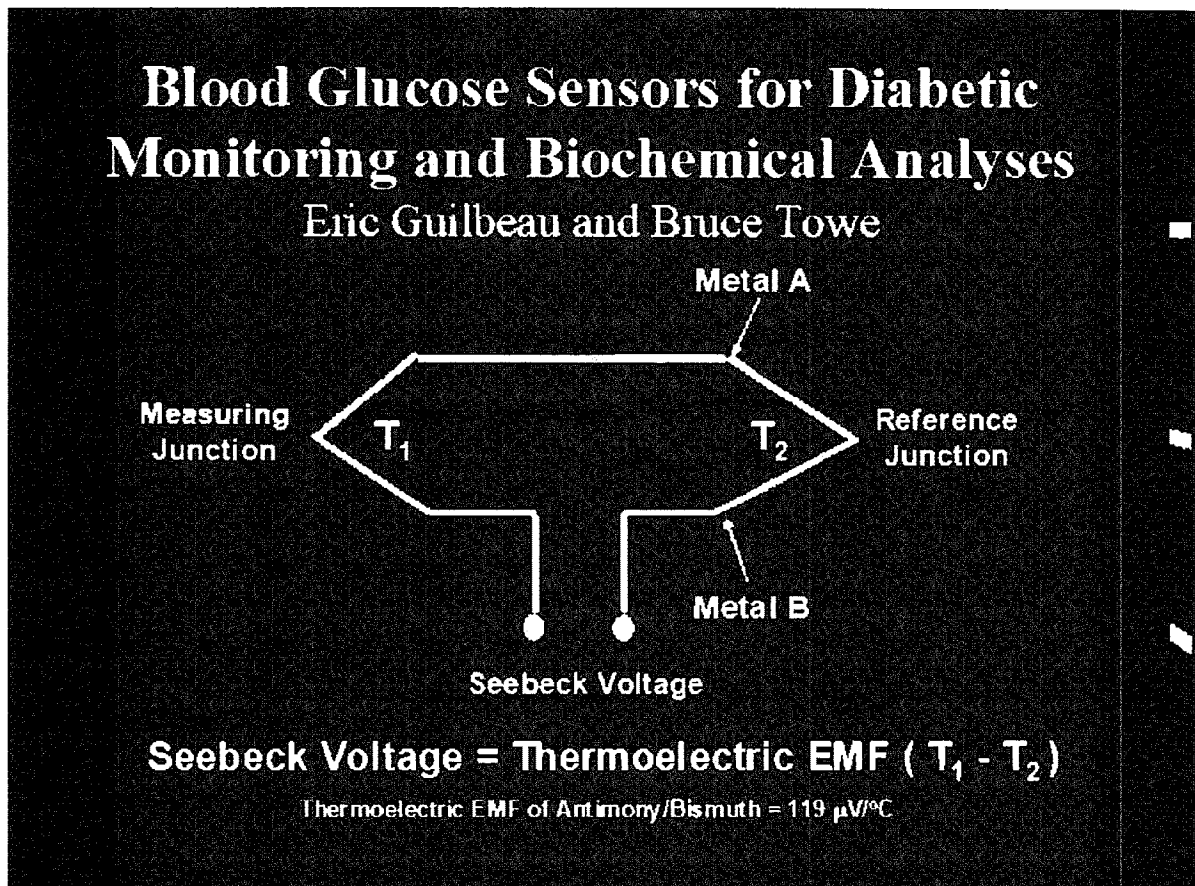 Blood Glucose Sensors for Diabetic
Monitoring and Biochemical Analyses
Eric Guilbeau and Bruce Towe
Metal A
Measuring
Junction
T₁
T₂
Reference
Junction
Metal B
Seebeck Voltage
Seebeck Voltage = Thermoelectric EMF ( T₁ - T₂ )
Thermoelectric EMF of Antimony/Bismuth = 119 µV/ºC